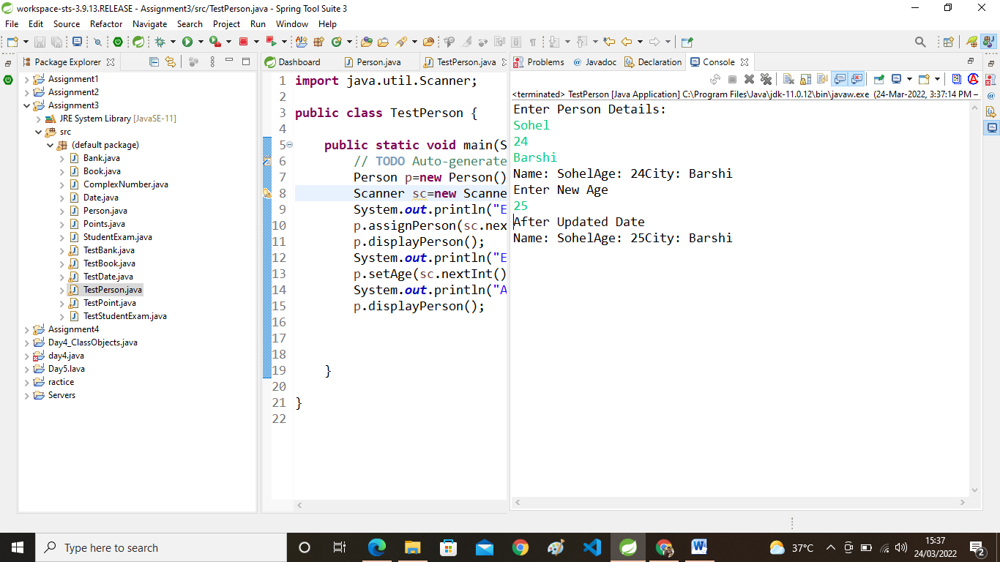 workspace-sts-3.9.13.RELEASE - Assignment3/src/TestPerson.java - Spring Tool Suite 3
File Edit Source Refactor Navigate Search Project Run Window Help
Package Explorer
Assignment1
Assignment2
Assignment3
JRE System Library [JavaSE-11]
src
(default package)
Bank.java
Book.java
ComplexNumber.java
Date.java
Person.java
Points.java
StudentExam.java
TestBank.java
TestBook.java
TestDate.java
TestPerson.java
TestPoint.java
TestStudentExam.java
Assignment4
Day4_ClassObjects.java
day4.java
Day5.lava
ractice
Servers
Dashboard Person.java TestPerson.java
1 import java.util.Scanner;
2
3 public class TestPerson {
4
5 public static void main(S
6 // TODO Auto-generate
7 Person p=new Person()
8 Scanner sc=new Scanne
9 System.out.println("E
10 p.assignPerson(sc.nex
11 p.displayPerson();
12 System.out.println("E
13 p.setAge(sc.nextInt()
14 System.out.println("A
15 p.displayPerson();
16
17
18
19 }
20
21 }
22
Problems @ Javadoc Declaration Console
<terminated> TestPerson [Java Application] C:\Program Files\Java\jdk-11.0.12\bin\javaw.exe (24-Mar-2022, 3:37:14 PM –
Enter Person Details:
Sohel
24
Barshi
Name: SohelAge: 24City: Barshi
Enter New Age
25
After Updated Date
Name: SohelAge: 25City: Barshi
Type here to search
37°C
15:37
24/03/2022
2